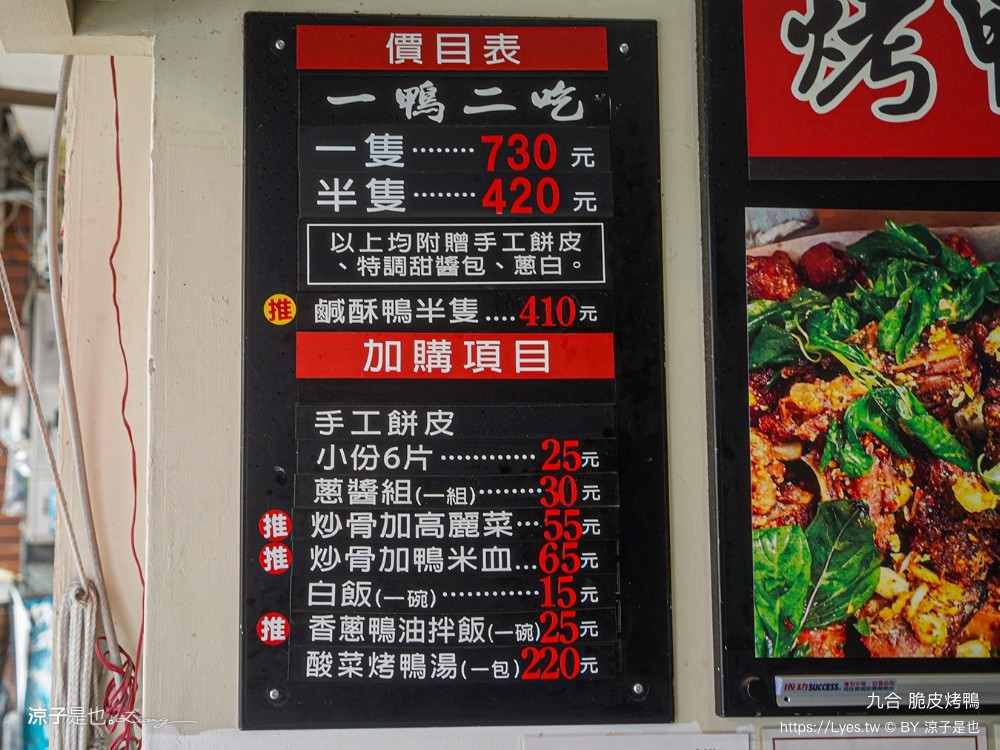 價目表
一鴨二吃
一隻………730元
半隻………420元
以上均附贈手工餅皮
、特調甜醬包、蔥白。
推 鹹酥鴨半隻....410元
加購項目
手工餅皮
小份6片…………25元
蔥醬組(一組)………30元
推 炒骨加高麗菜…55元
推 炒骨加鴨米血...65元
白飯(一碗)…………15元
推 香蔥鴨油拌飯(一碗)25元
酸菜烤鴨湯(一包)220元
烤
成功 SUCCESS.
涼子是也
九合 脆皮烤鴨
https://Lyes.tw © BY 涼子是也